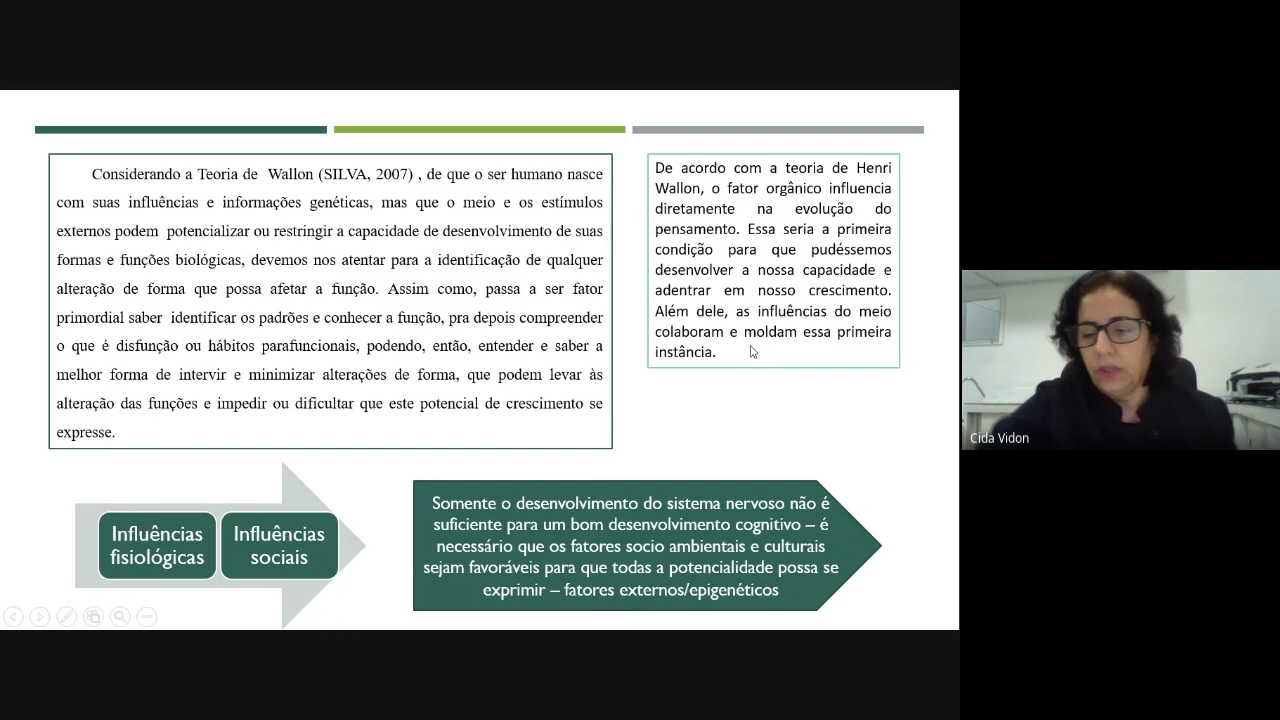 Considerando a Teoria de Wallon (SILVA, 2007) , de que o ser humano nasce
com suas influências e informações genéticas, mas que o meio e os estímulos
externos podem potencializar ou restringir a capacidade de desenvolvimento de suas
formas e funções biológicas, devemos nos atentar para a identificação de qualquer
alteração de forma que possa afetar a função. Assim como, passa a ser fator
primordial saber identificar os padrões e conhecer a função, pra depois compreender
o que é disfunção ou hábitos parafuncionais, podendo, então, entender e saber a
melhor forma de intervir e minimizar alterações de forma, que podem levar às
alteração das funções e impedir ou dificultar que este potencial de crescimento se
expresse.
De acordo com a teoria de Henri
Wallon, o fator orgânico influencia
diretamente na evolução do
pensamento. Essa seria a primeira
condição para que pudéssemos
desenvolver a nossa capacidade e
adentrar em nosso crescimento.
Além dele, as influências do meio
colaboram e moldam essa primeira
instância.
Influências
fisiológicas
Influências
sociais
Somente o desenvolvimento do sistema nervoso não é
suficiente para um bom desenvolvimento cognitivo – é
necessário que os fatores socio ambientais e culturais
sejam favoráveis para que todas a potencialidade possa se
exprimir – fatores externos/epigenéticos
Cida Vidon